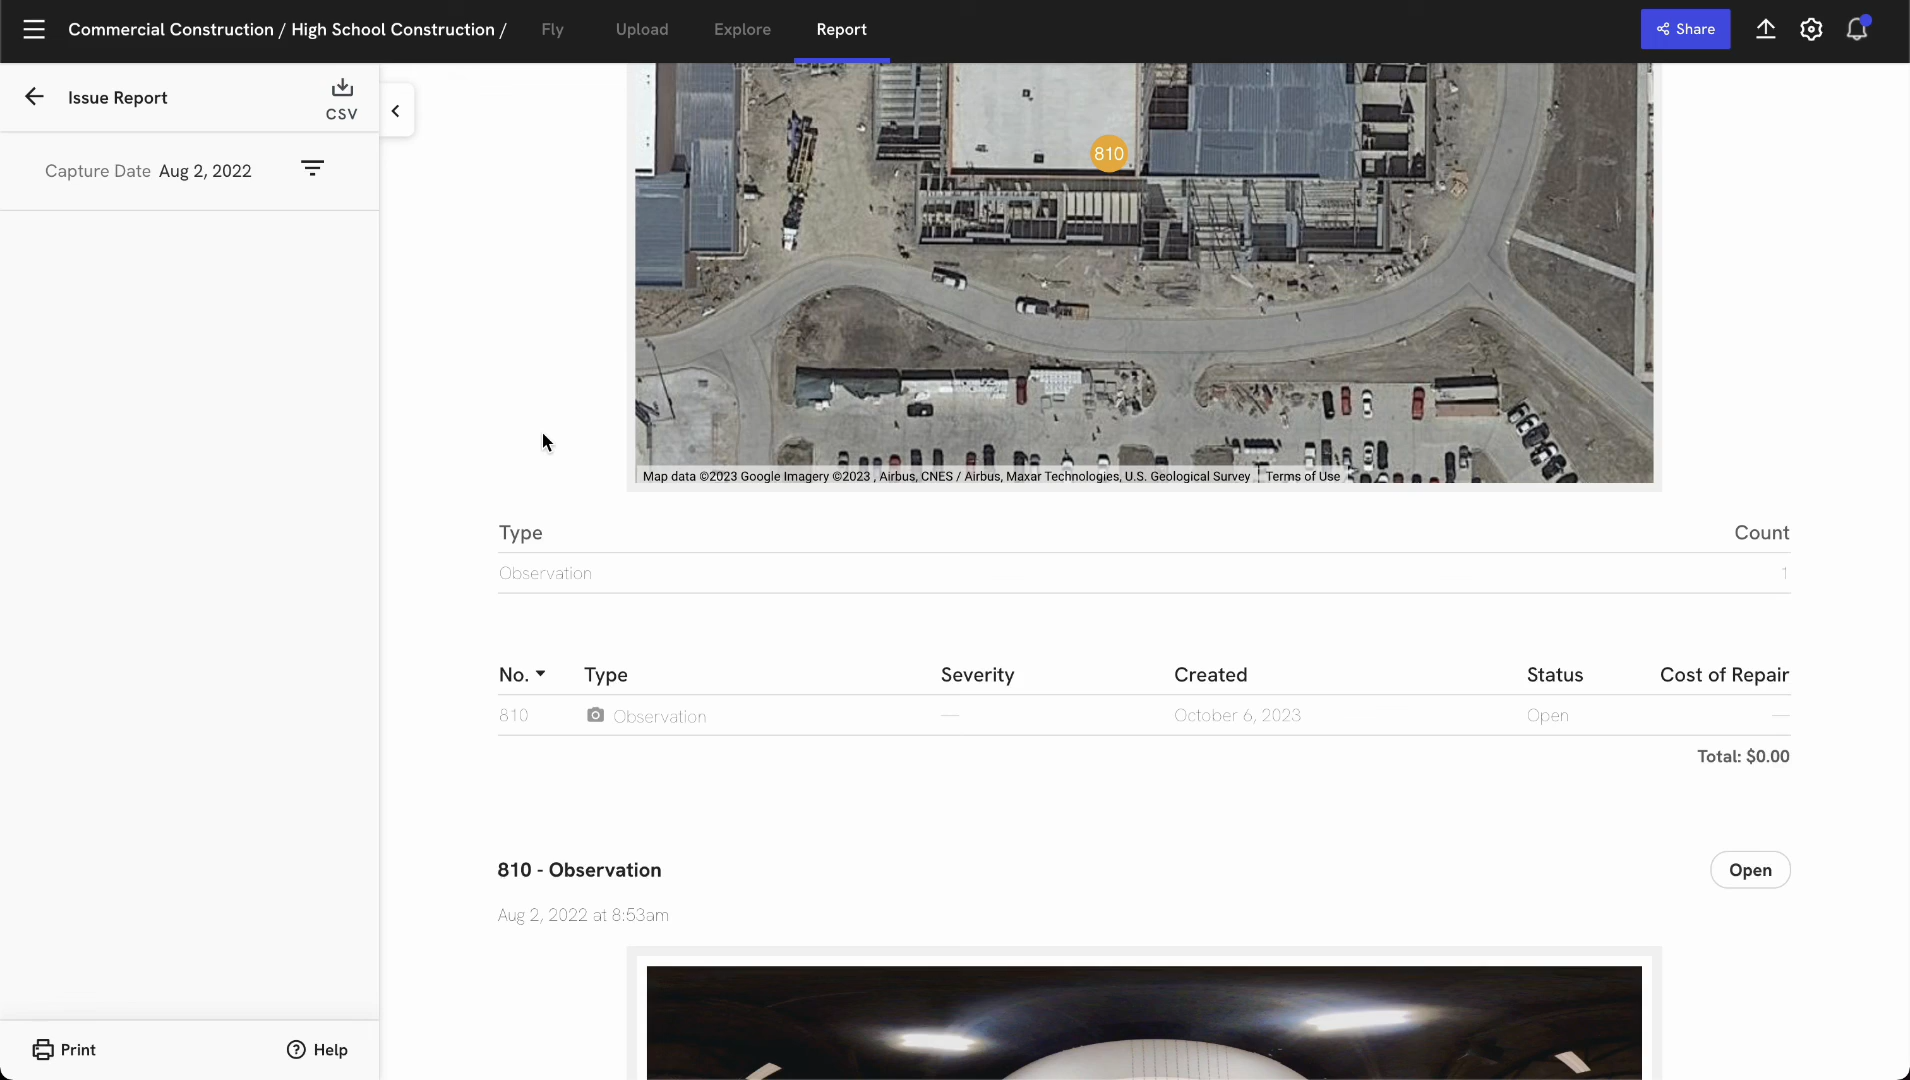 Commercial Construction / High School Construction / Fly Upload Explore Report Share
Issue Report CSV
Capture Date Aug 2, 2022
810
Map data ©2023 Google Imagery ©2023 , Airbus, CNES / Airbus, Maxar Technologies, U.S. Geological Survey Terms of Use
Type Count
Observation 1
No. Type Severity Created Status Cost of Repair
810 Observation — October 6, 2023 Open —
Total: $0.00
810 - Observation Open
Aug 2, 2022 at 8:53am
Print Help